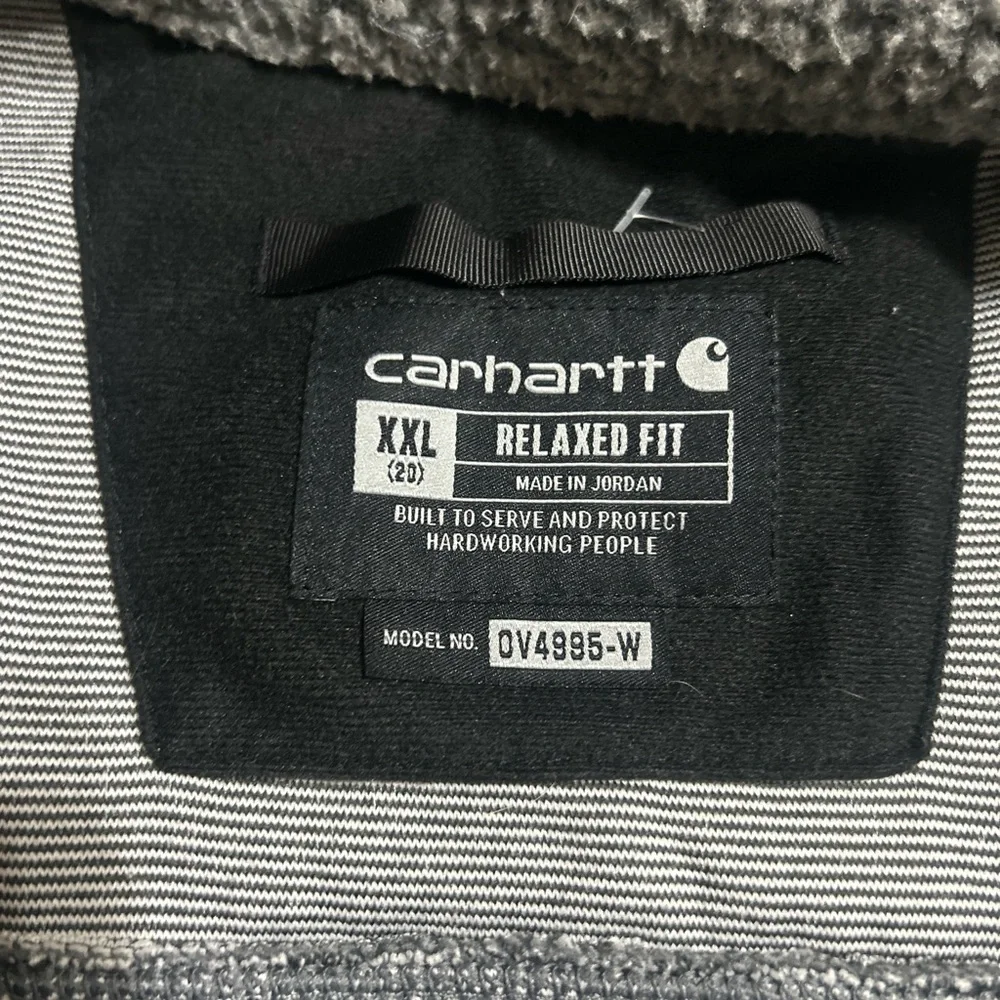 carhartt
XXL
(20)
RELAXED FIT
MADE IN JORDAN
BUILT TO SERVE AND PROTECT
HARDWORKING PEOPLE
MODEL NO. OV4995-W